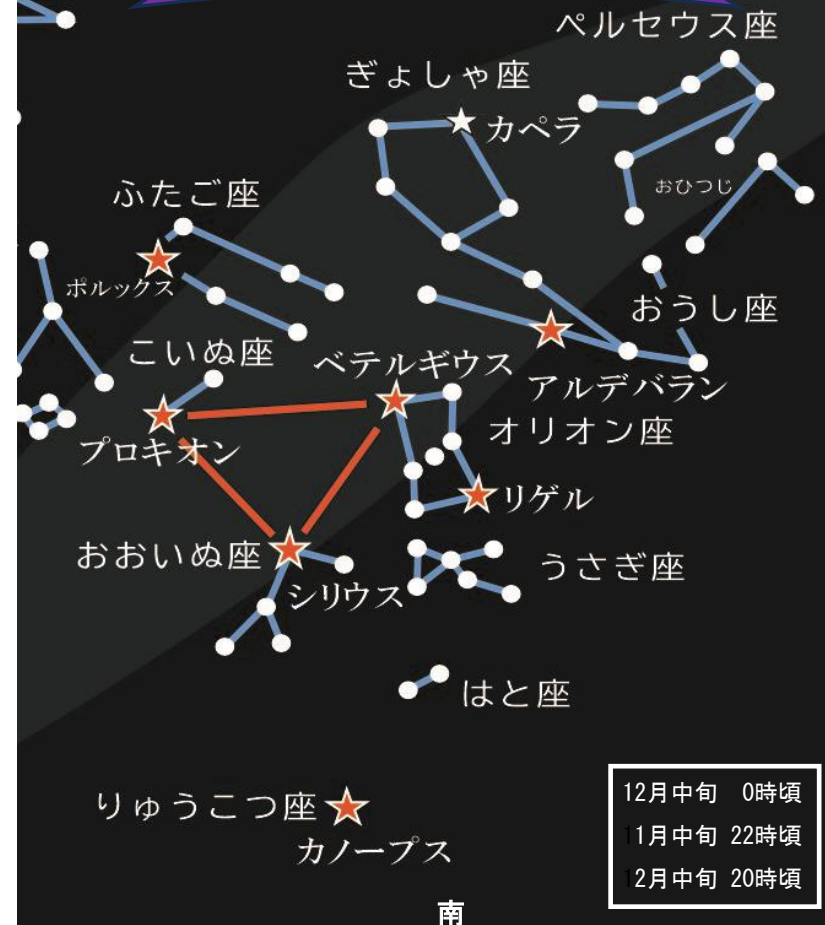 ペルセウス座
ぎょしゃ座
カペラ
ふたご座
おひつじ
ポルックス
おうし座
こいぬ座
ベテルギウス
アルデバラン
オリオン座
プロキオン
リゲル
おおいぬ座
うさぎ座
シリウス
はと座
りゅうこつ座
カノープス
12月中旬 0時頃
11月中旬 22時頃
12月中旬 20時頃
南